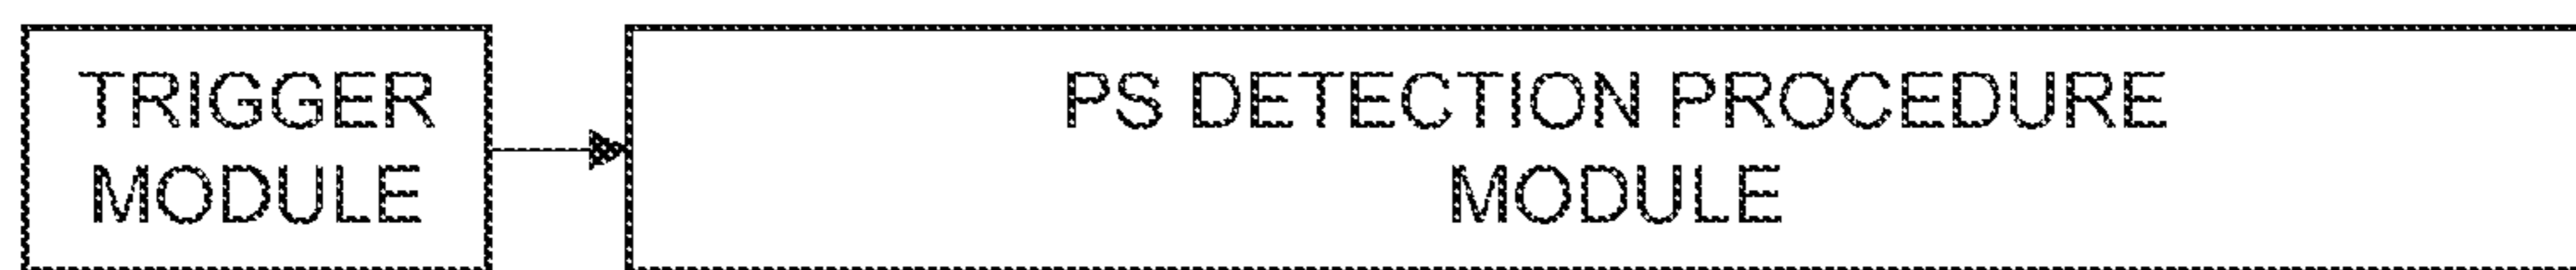 TRIGGER
MODULE
PS DETECTION PROCEDURE
MODULE